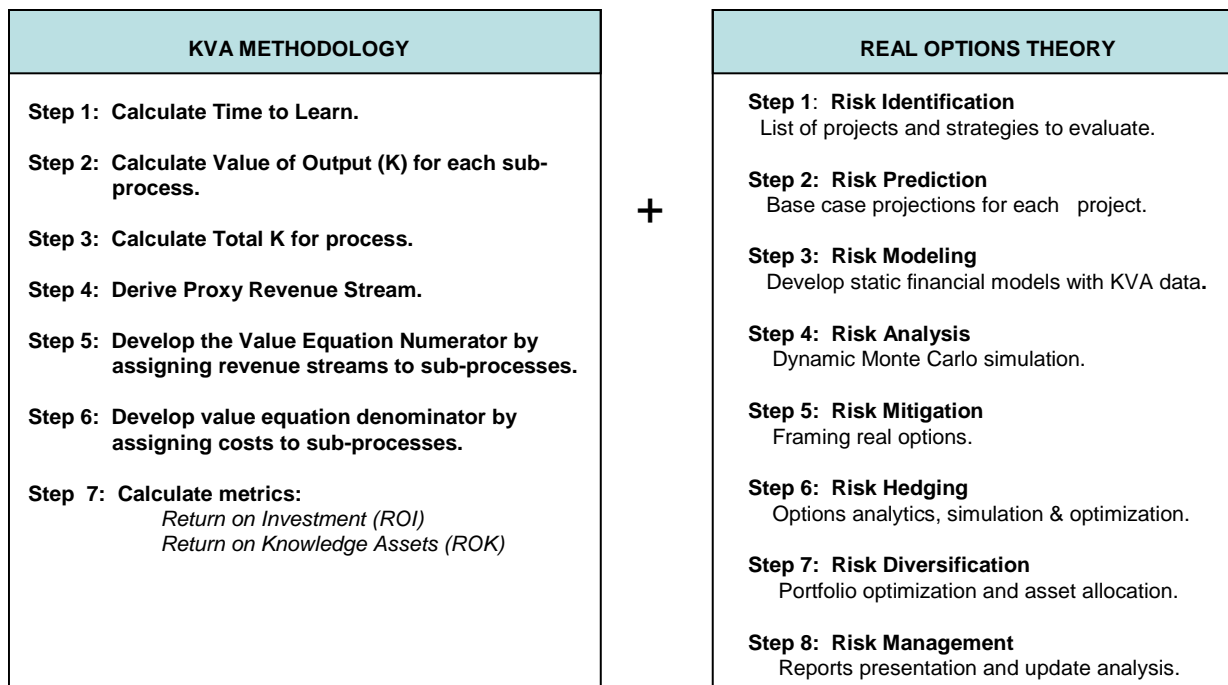 KVA METHODOLOGY
Step 1: Calculate Time to Learn.
Step 2: Calculate Value of Output (K) for each sub-
process.
Step 3: Calculate Total K for process.
Step 4: Derive Proxy Revenue Stream.
Step 5: Develop the Value Equation Numerator by
assigning revenue streams to sub-processes.
Step 6: Develop value equation denominator by
assigning costs to sub-processes.
Step 7: Calculate metrics:
Return on Investment (ROI)
Return on Knowledge Assets (ROK)
+
REAL OPTIONS THEORY
Step 1: Risk Identification
List of projects and strategies to evaluate.
Step 2: Risk Prediction
Base case projections for each project.
Step 3: Risk Modeling
Develop static financial models with KVA data.
Step 4: Risk Analysis
Dynamic Monte Carlo simulation.
Step 5: Risk Mitigation
Framing real options.
Step 6: Risk Hedging
Options analytics, simulation & optimization.
Step 7: Risk Diversification
Portfolio optimization and asset allocation.
Step 8: Risk Management
Reports presentation and update analysis.